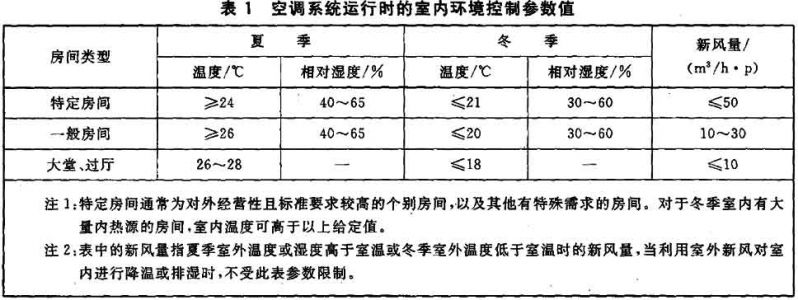 表 1 空调系统运行时的室内环境控制参数值
房间类型 夏 季 冬 季 新风量/(m³/h·p)
温度/℃ 相对湿度/% 温度/℃ 相对湿度/%
特定房间 ≥24 40～65 ≤21 30～60 ≤50
一般房间 ≥26 40～65 ≤20 30～60 10～30
大堂、过厅 26～28 — ≤18 — ≤10
注 1:特定房间通常为对外经营性且标准要求较高的个别房间,以及其他有特殊需求的房间。对于冬季室内有大
量内热源的房间,室内温度可高于以上给定值。
注 2:表中的新风量指夏季室外温度或湿度高于室温或冬季室外温度低于室温时的新风量,当利用室外新风对室
内进行降温或排湿时,不受此表参数限制。